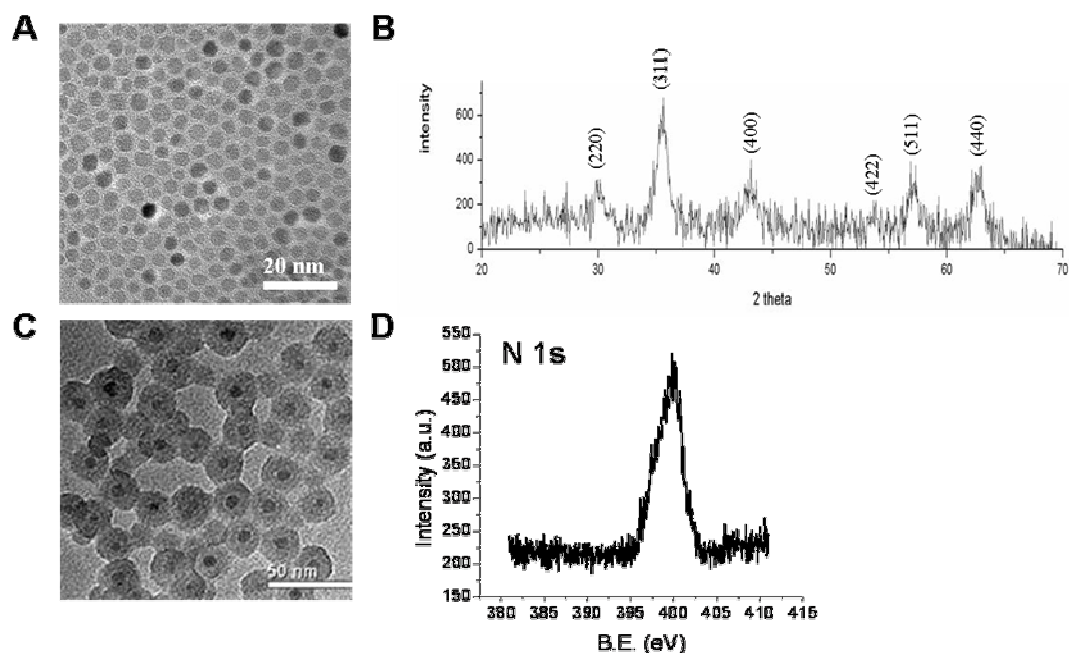 A
20 nm
B
(220)
(311)
(400)
(422)
(511)
(440)
intensity
600
400
200
0
20 30 40 50 60 70
2 theta
C
50 nm
D
N 1s
Intensity (a.u.)
550
500
450
400
350
300
250
200
150
380 385 390 395 400 405 410 415
B.E. (eV)